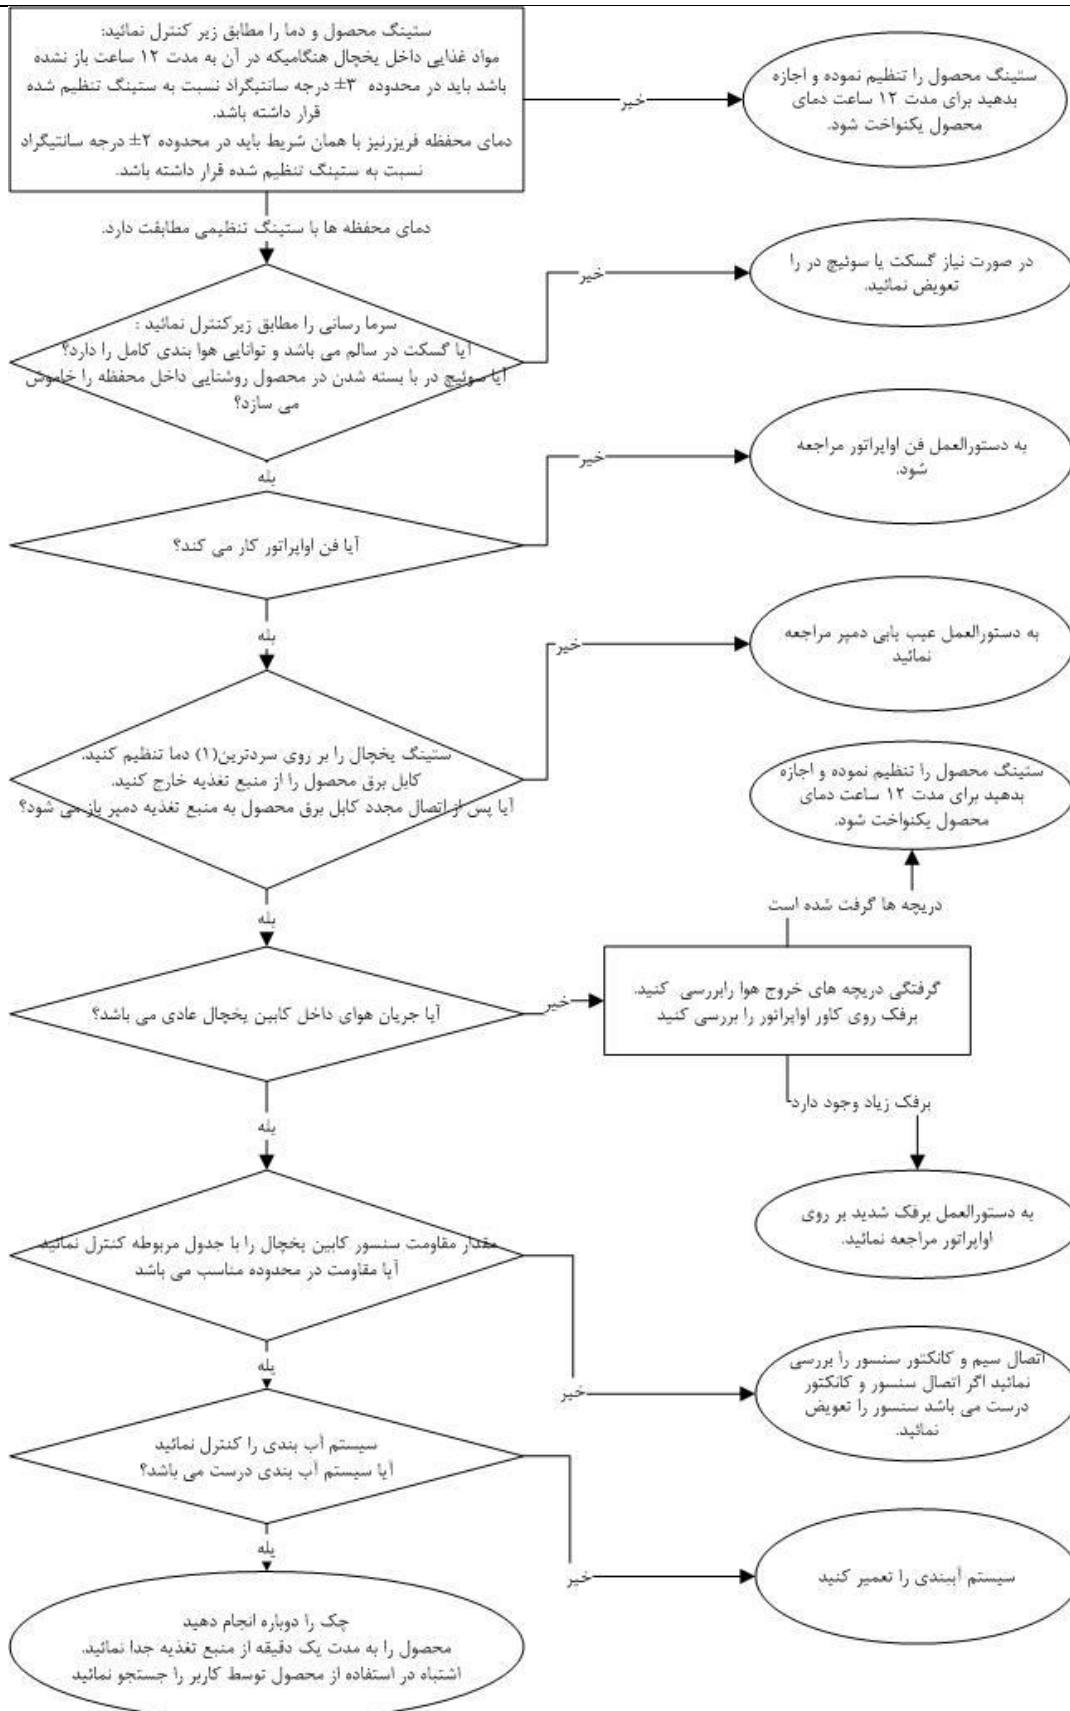 ستینگ محصول و دما را مطابق زیر کنترل نمائید:
مواد غذایی داخل یخچال هنگامیکه در آن به مدت ۱۲ ساعت باز نشده
باشد باید در محدوده ۳± درجه سانتیگراد نسبت به ستینگ تنظیم شده
قرار داشته باشد.
دمای محفظه فریزرنیز با همان شریط باید در محدوده ۲± درجه سانتیگراد
نسبت به ستینگ تنظیم شده قرار داشته باشد.
خیر
ستینگ محصول را تنظیم نموده و اجازه
بدهید برای مدت ۱۲ ساعت دمای
محصول یکنواخت شود.
دمای محفظه ها با ستینگ تنظیمی مطابقت دارد.
سرما رسانی را مطابق زیرکنترل نمائید :
آیا گسکت در سالم می باشد و توانایی هوا بندی کامل را دارد؟
آیا سوئیچ در با بسته شدن در محصول روشنایی داخل محفظه را خاموش
می سازد؟
خیر
در صورت نیاز گسکت یا سوئیچ در را
تعویض نمائید.
بله
آیا فن اواپراتور کار می کند؟
خیر
به دستورالعمل فن اواپراتور مراجعه
شود.
بله
ستینگ یخچال را بر روی سردترین(۱) دما تنظیم کنید.
کابل برق محصول را از منبع تغذیه خارج کنید.
آیا پس از اتصال مجدد کابل برق محصول به منبع تغذیه دمپر باز می شود؟
خیر
به دستورالعمل عیب یابی دمپر مراجعه
نمائید
بله
آیا جریان هوای داخل کابین یخچال عادی می باشد؟
خیر
گرفتگی دریچه های خروج هوا رابررسی کنید.
برفک روی کاور اواپراتور را بررسی کنید
دریچه ها گرفت شده است
ستینگ محصول را تنظیم نموده و اجازه
بدهید برای مدت ۱۲ ساعت دمای
محصول یکنواخت شود.
برفک زیاد وجود دارد
به دستورالعمل برفک شدید بر روی
اواپراتور مراجعه نمائید.
بله
مقدار مقاومت سنسور کابین یخچال را با جدول مربوطه کنترل نمائید
آیا مقاومت در محدوده مناسب می باشد
خیر
اتصال سیم و کانکتور سنسور را بررسی
نمائید اگر اتصال سنسور و کانکتور
درست می باشد سنسور را تعویض
نمائید.
بله
سیستم آب بندی را کنترل نمائید
آیا سیستم آب بندی درست می باشد؟
خیر
سیستم آببندی را تعمیر کنید
بله
چک را دوباره انجام دهید
محصول را به مدت یک دقیقه از منبع تغذیه جدا نمائید.
اشتباه در استفاده از محصول توسط کاربر را جستجو نمائید